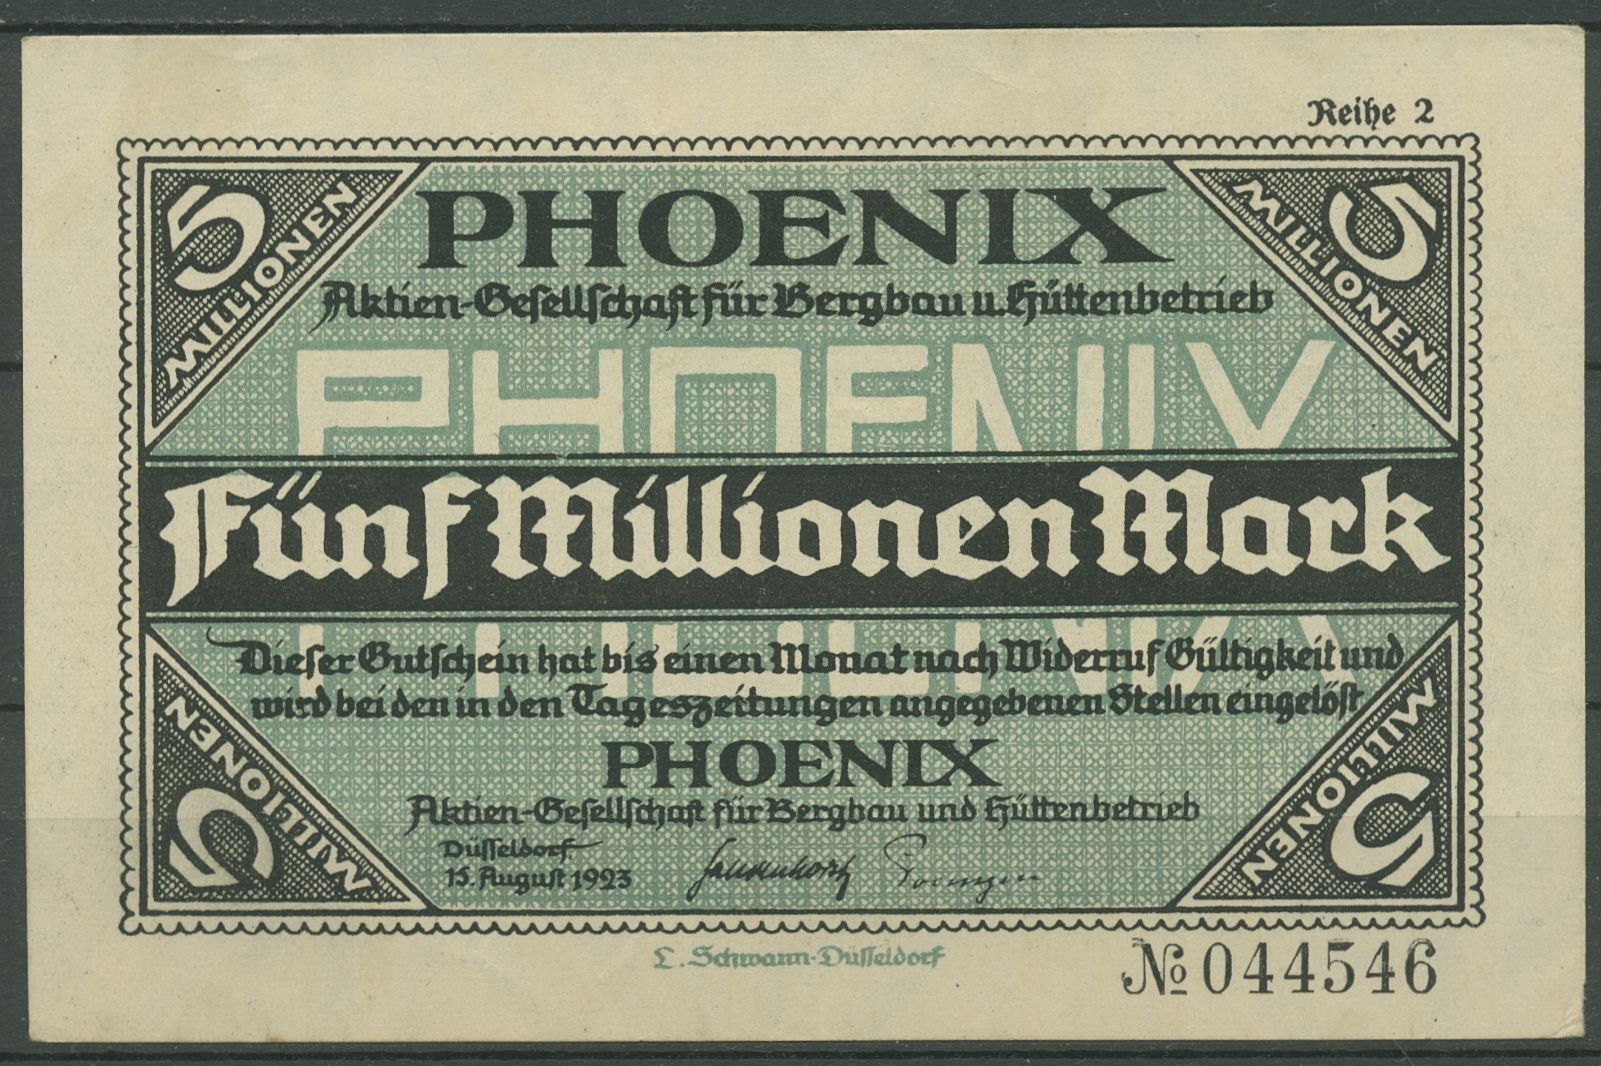 Reihe 2
5 MILLIONEN
5 MILLIONEN
PHOENIX
Aktien-Gesellschaft für Bergbau u. Hüttenbetrieb
PHOENIX
Fünf Millionen Mark
Dieser Gutschein hat bis einen Monat nach Widerruf Gültigkeit und
wird bei den in den Tageszeitungen angegebenen Stellen eingelöst
PHOENIX
Aktien-Gesellschaft für Bergbau und Hüttenbetrieb
Düsseldorf.
15. August 1923
5 MILLIONEN
5 MILLIONEN
L. Schwann-Düsseldorf
№ 044546